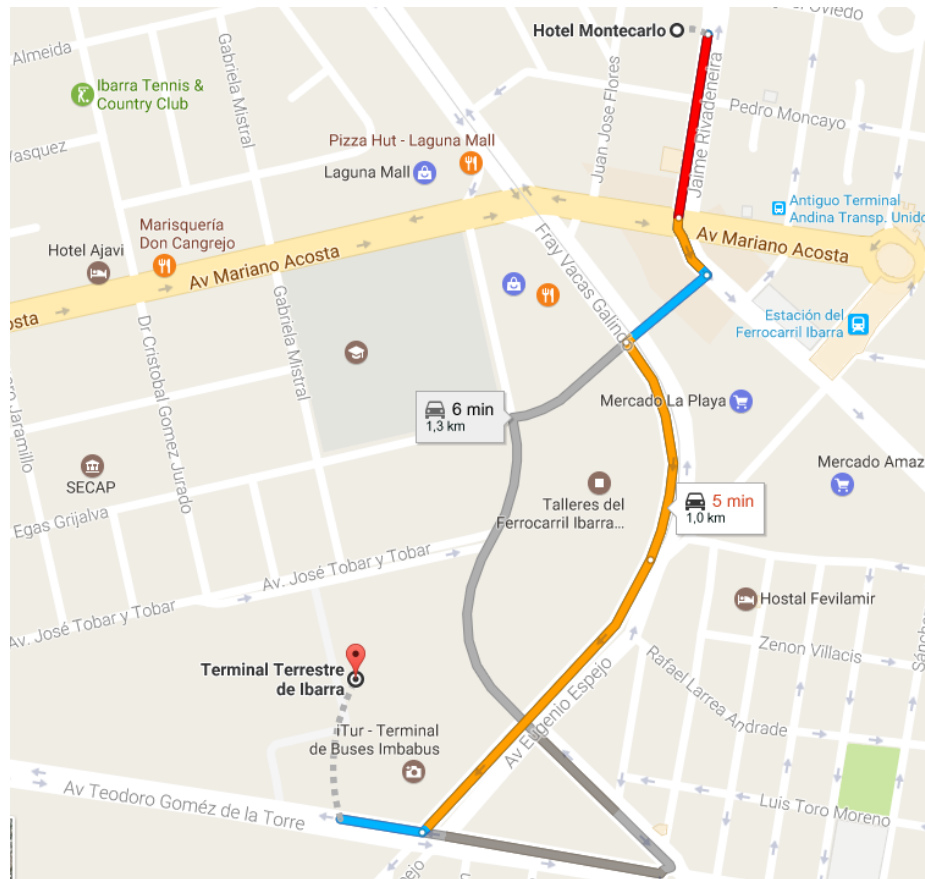 Oviedo
Hotel Montecarlo
Almeida
Gabriela Mistral
Ibarra Tennis &
Country Club
Juan Jose Flores
Jaime Rivadeneira
Pedro Moncayo
Vasquez
Pizza Hut - Laguna Mall
Laguna Mall
Antiguo Terminal
Andina Transp. Unido
Marisquería
Don Cangrejo
Hotel Ajavi
Av Mariano Acosta
Av Mariano Acosta
Fray Vacas Galindo
osta
Dr Cristobal Gomez Jurado
Gabriela Mistral
Estación del
Ferrocarril Ibarra
ero Jaramillo
6 min
1,3 km
Mercado La Playa
Mercado Amaz
SECAP
Talleres del
Ferrocarril Ibarra...
5 min
1,0 km
Egas Grijalva
Av. José Tobar y Tobar
Av. José Tobar y Tobar
Hostal Fevilamir
Zenon Villacis
Sánch
Rafael Larrea Andrade
Terminal Terrestre
de Ibarra
Av Eugenio Espejo
iTur - Terminal
de Buses Imbabus
Av Teodoro Goméz de la Torre
Luis Toro Moreno
pejo